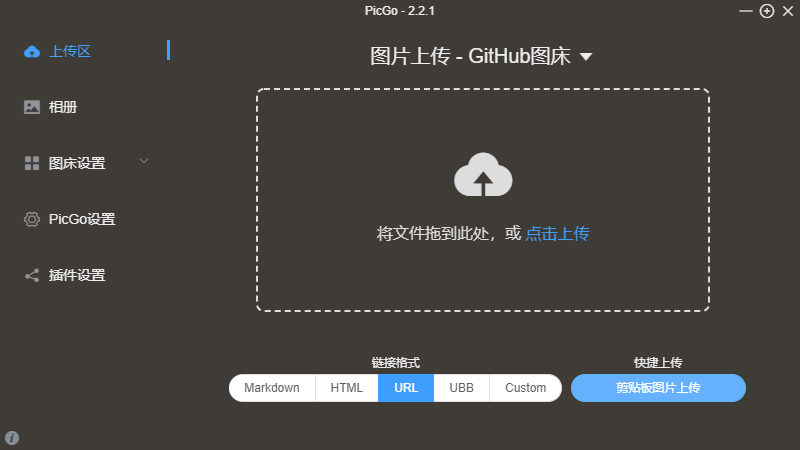 PicGo - 2.2.1
上传区
相册
图床设置
PicGo设置
插件设置
图片上传 - GitHub图床
将文件拖到此处，或 点击上传
链接格式
Markdown HTML URL UBB Custom
快捷上传
剪贴板图片上传
i